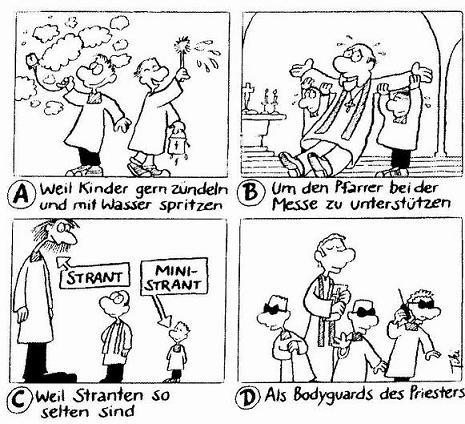 A Weil Kinder gern zündeln
und mit Wasser spritzen
B Um den Pfarrer bei der
Messe zu unterstützen
STRANT
MINI-
STRANT
C Weil Stranten so
selten sind
D Als Bodyguards des Priesters
Tiki